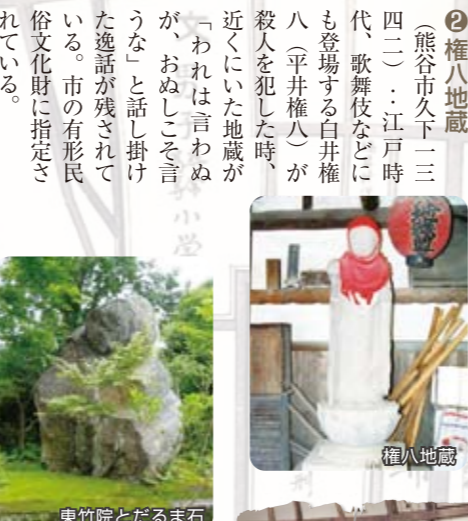 ❷ 権八地蔵
（熊谷市久下一三
四二）‥江戸時
代、歌舞伎などに
も登場する白井権
八（平井権八）が
殺人を犯した時、
近くにいた地蔵が
「われは言わぬ
が、おぬしこそ言
うな」と話し掛け
た逸話が残されて
いる。市の有形民
俗文化財に指定さ
れている。
権八地蔵
東竹院とだるま石